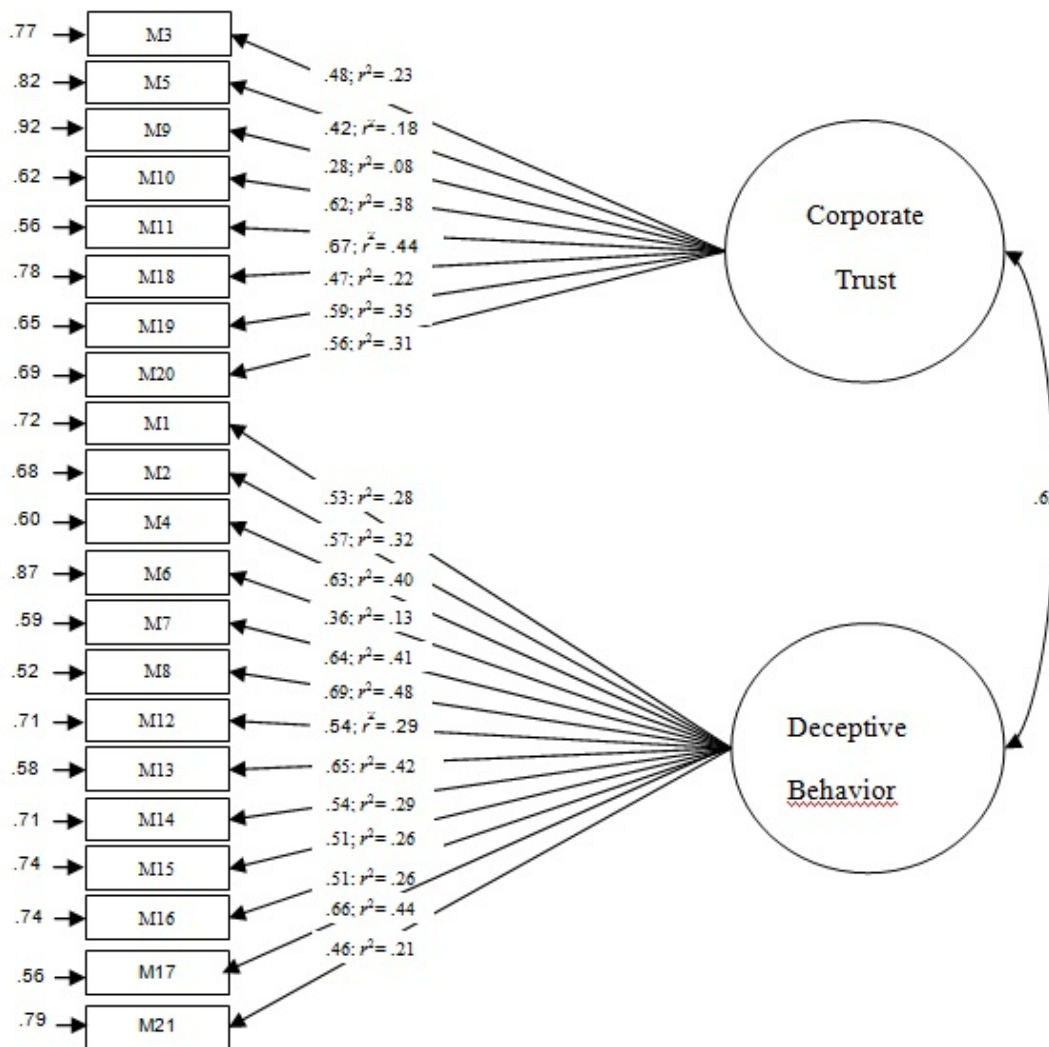 .77 M3
.48; r²= .23
.82 M5
.42; r²= .18
.92 M9
.28; r²= .08
.62 M10
.62; r²= .38
.56 M11
.67; r²= .44
.78 M18
.47; r²= .22
.65 M19
.59; r²= .35
.69 M20
.56; r²= .31
Corporate
Trust
.72 M1
.53: r²= .28
.68 M2
.57; r²= .32
.60 M4
.63; r²= .40
.87 M6
.36; r²= .13
.59 M7
.64; r²= .41
.52 M8
.69; r²= .48
.71 M12
.54; r²= .29
.58 M13
.65; r²= .42
.71 M14
.54; r²= .29
.74 M15
.51; r²= .26
.74 M16
.51: r²= .26
.56 M17
.66; r²= .44
.79 M21
.46: r²= .21
Deceptive
Behavior